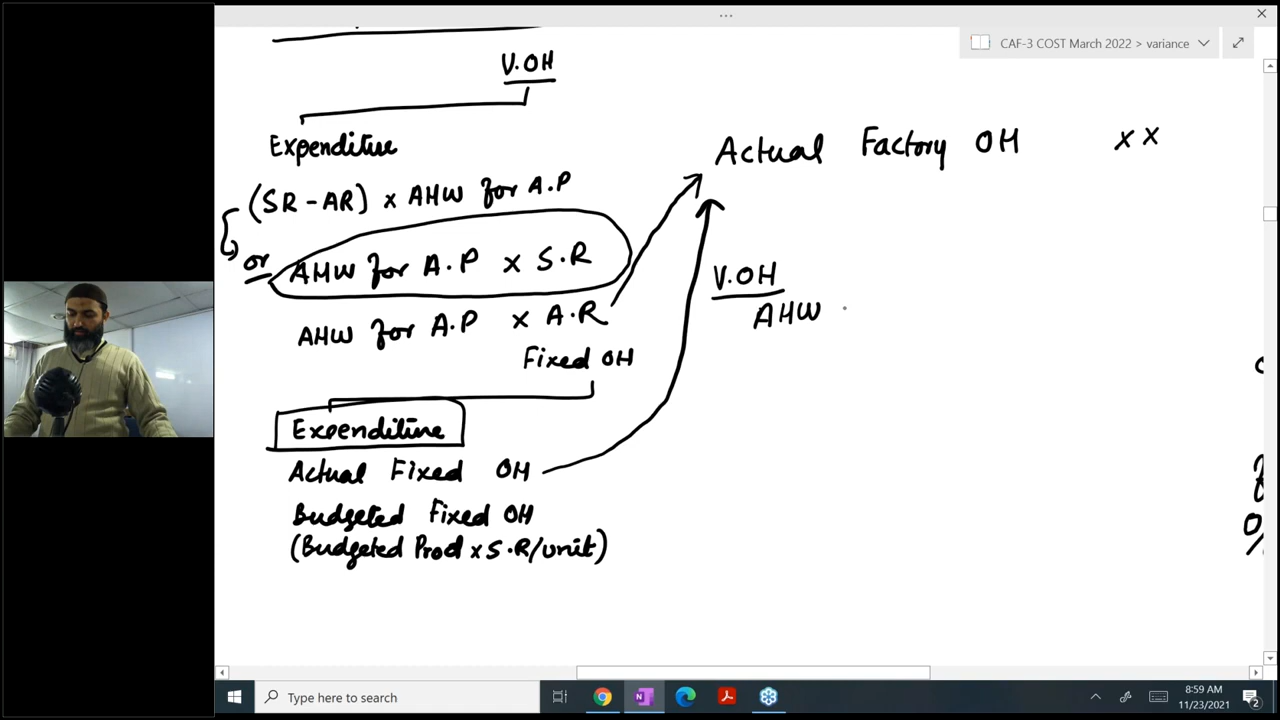 ...
CAF-3 COST March 2022 > variance
V.OH
Expenditure
(SR - AR) x AHW for A.P
or AHW for A.P x S.R
AHW for A.P x A.R
Fixed OH
Expenditure
Actual Fixed OH
Budgeted Fixed OH
(Budgeted Prod x S.R/unit)
Actual Factory OH x x
V.OH
AHW
Type here to search
8:59 AM
11/23/2021
2